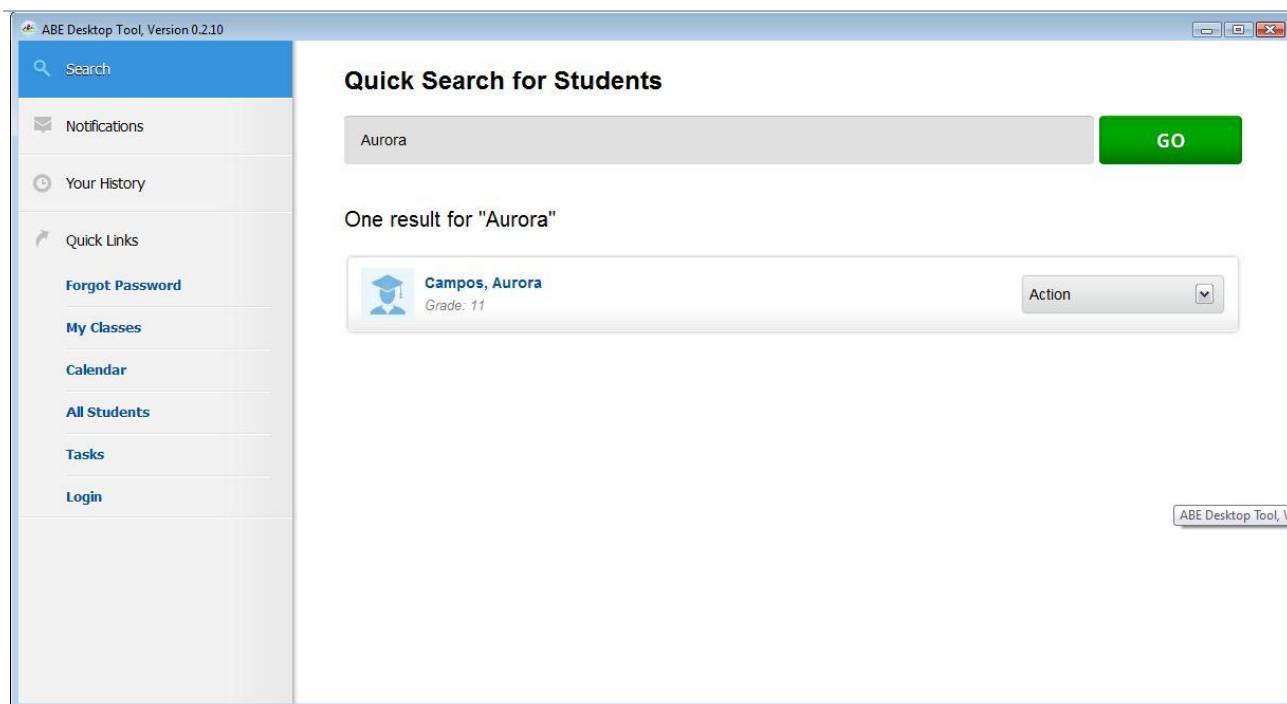 ABE Desktop Tool, Version 0.2.10
Search
Notifications
Your History
Quick Links
Forgot Password
My Classes
Calendar
All Students
Tasks
Login
Quick Search for Students
Aurora
GO
One result for "Aurora"
Campos, Aurora
Grade: 11
Action
ABE Desktop Tool,